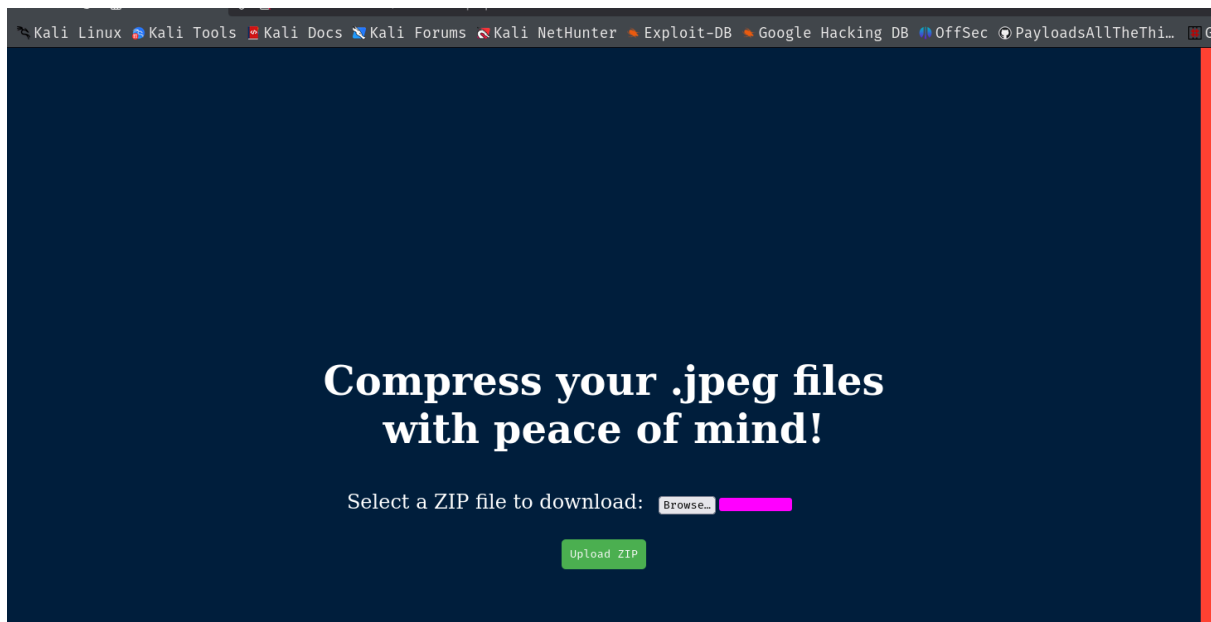 Kali Linux Kali Tools Kali Docs Kali Forums Kali NetHunter Exploit-DB Google Hacking DB OffSec PayloadsAllTheThi… G
Compress your .jpeg files
with peace of mind!
Select a ZIP file to download: Browse…
Upload ZIP